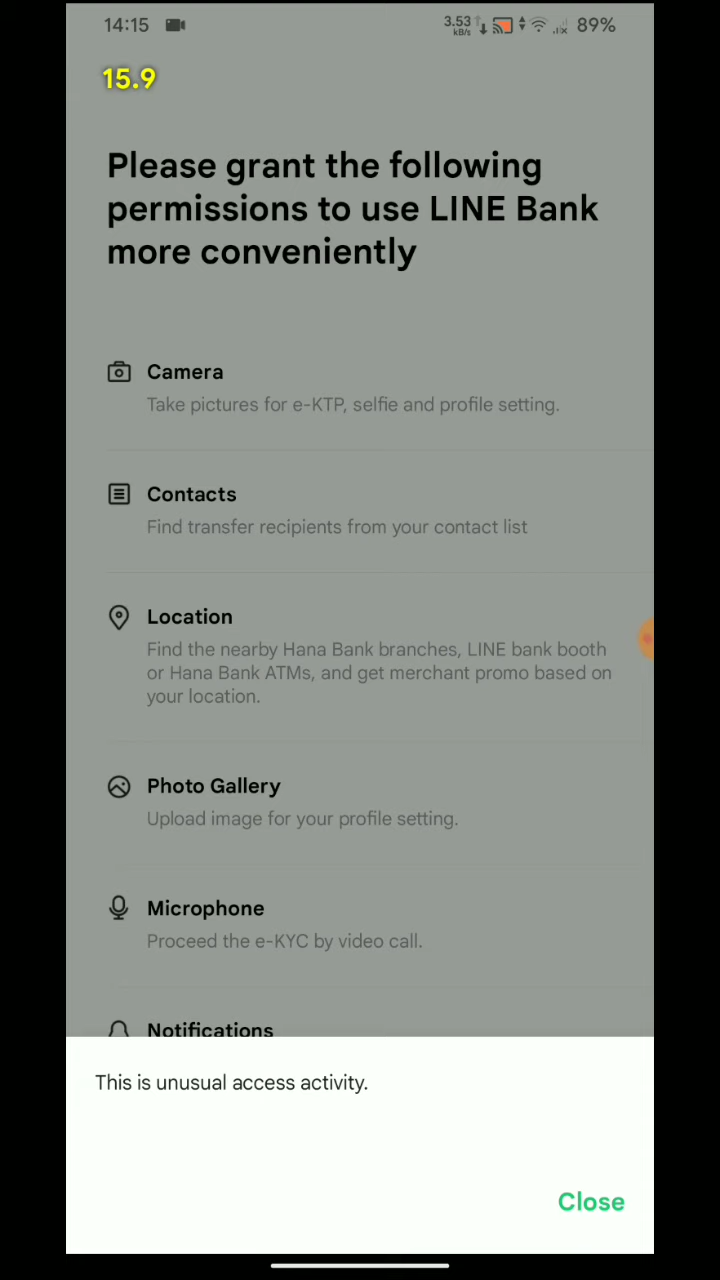 14:15
3.53 kB/s
89%
15.9
Please grant the following
permissions to use LINE Bank
more conveniently
Camera
Take pictures for e-KTP, selfie and profile setting.
Contacts
Find transfer recipients from your contact list
Location
Find the nearby Hana Bank branches, LINE bank booth
or Hana Bank ATMs, and get merchant promo based on
your location.
Photo Gallery
Upload image for your profile setting.
Microphone
Proceed the e-KYC by video call.
Notifications
This is unusual access activity.
Close